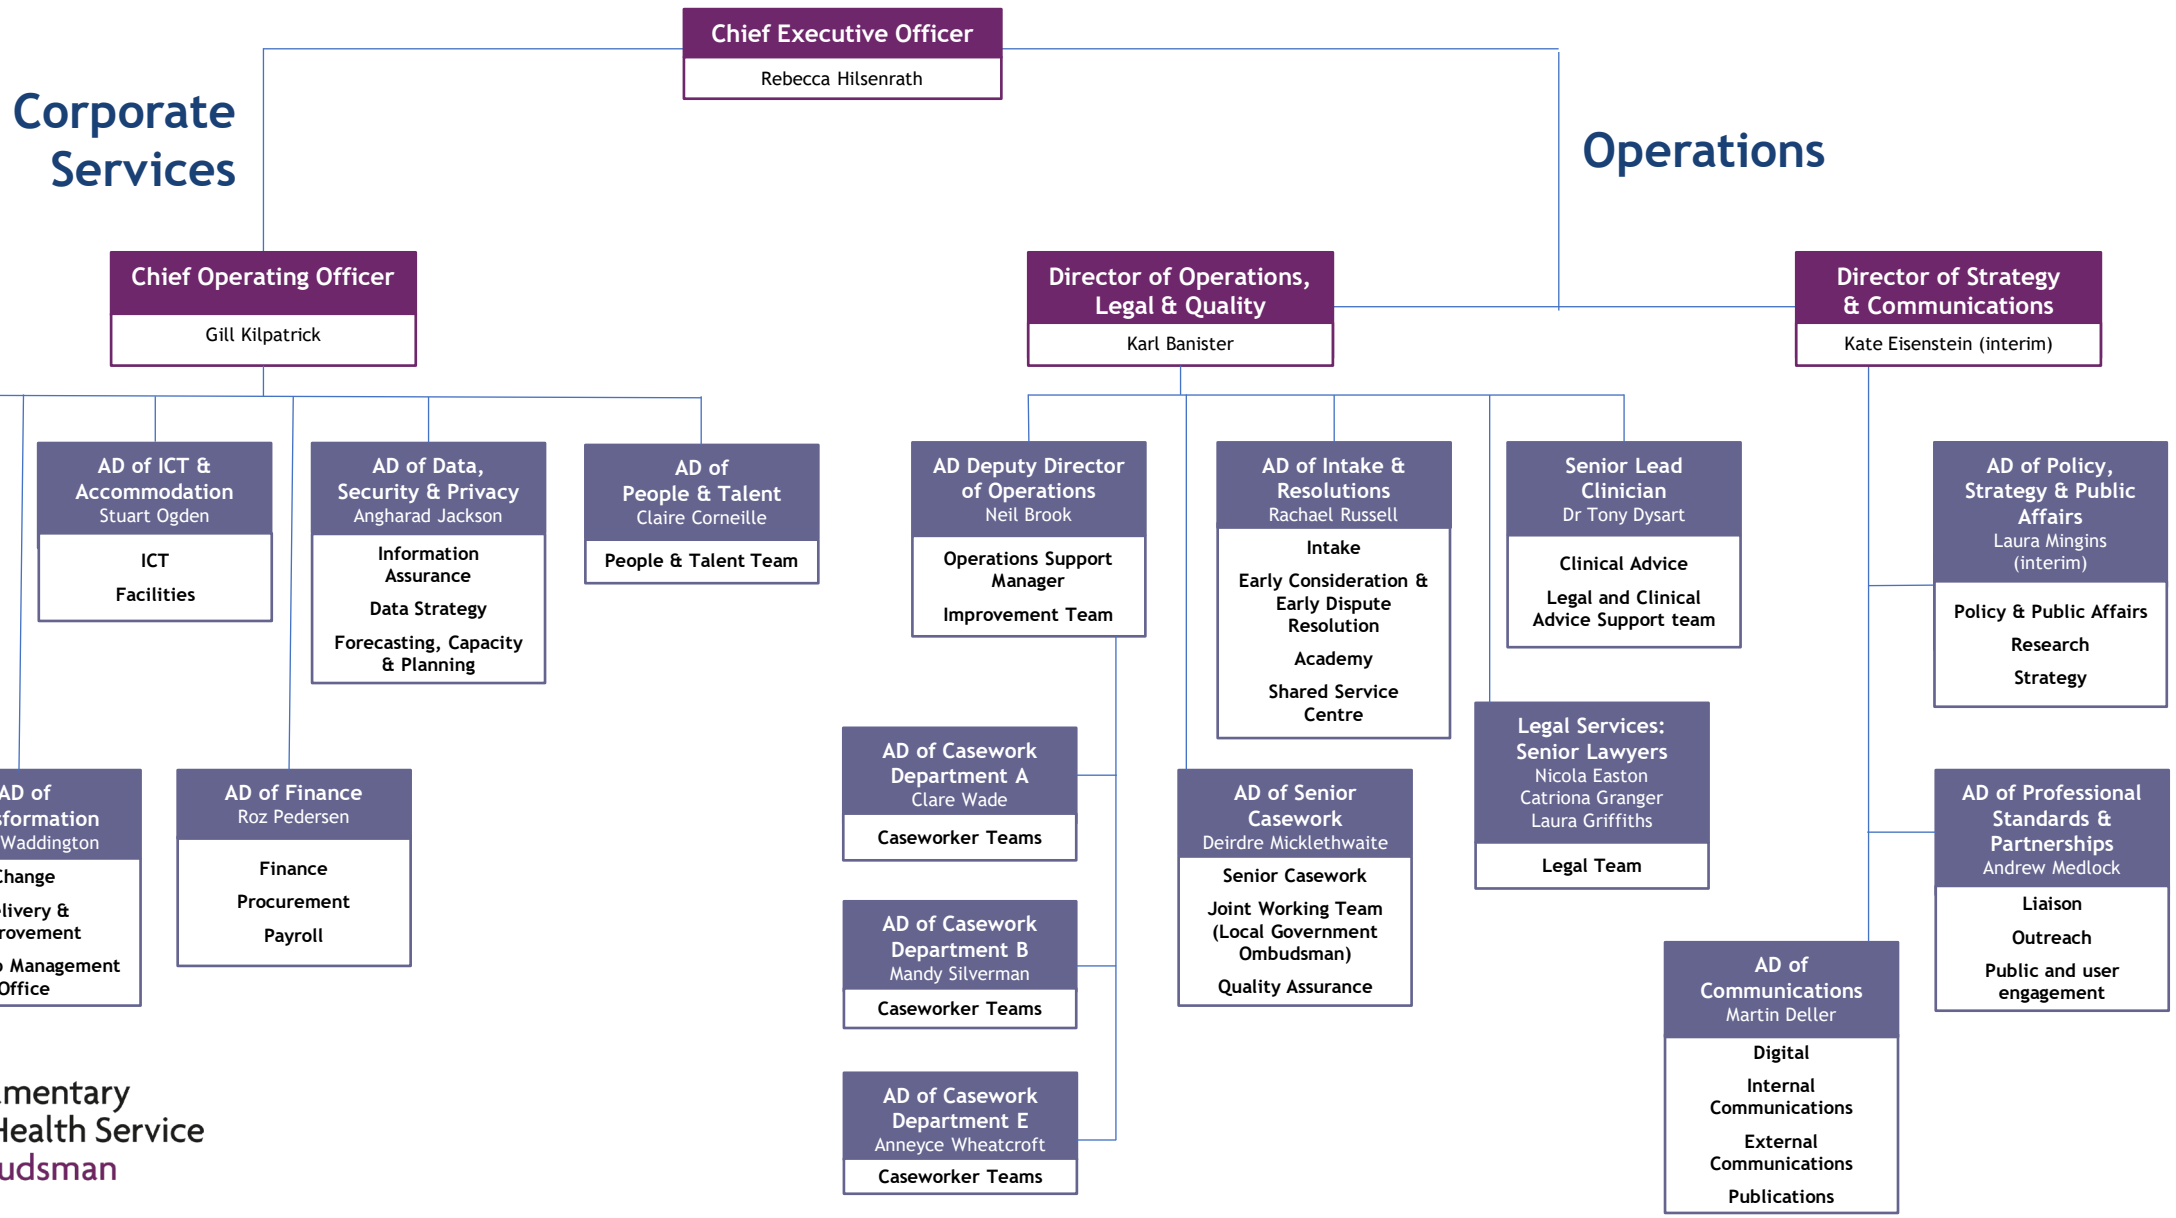 Chief Executive Officer
Rebecca Hilsenrath
Corporate
Services
Operations
Chief Operating Officer
Gill Kilpatrick
Director of Operations,
Legal & Quality
Karl Banister
Director of Strategy
& Communications
Kate Eisenstein (interim)
AD of ICT &
Accommodation
Stuart Ogden
ICT
Facilities
AD of Data,
Security & Privacy
Angharad Jackson
Information
Assurance
Data Strategy
Forecasting, Capacity
& Planning
AD of
People & Talent
Claire Corneille
People & Talent Team
AD Deputy Director
of Operations
Neil Brook
Operations Support
Manager
Improvement Team
AD of Intake &
Resolutions
Rachael Russell
Intake
Early Consideration &
Early Dispute
Resolution
Academy
Shared Service
Centre
Senior Lead
Clinician
Dr Tony Dysart
Clinical Advice
Legal and Clinical
Advice Support team
AD of Policy,
Strategy & Public
Affairs
Laura Mingins
(interim)
Policy & Public Affairs
Research
Strategy
AD of
sformation
Waddington
Change
livery &
rovement
Management
Office
AD of Finance
Roz Pedersen
Finance
Procurement
Payroll
AD of Casework
Department A
Clare Wade
Caseworker Teams
AD of Casework
Department B
Mandy Silverman
Caseworker Teams
AD of Casework
Department E
Anneyce Wheatcroft
Caseworker Teams
AD of Senior
Casework
Deirdre Micklethwaite
Senior Casework
Joint Working Team
(Local Government
Ombudsman)
Quality Assurance
Legal Services:
Senior Lawyers
Nicola Easton
Catriona Granger
Laura Griffiths
Legal Team
AD of Professional
Standards &
Partnerships
Andrew Medlock
Liaison
Outreach
Public and user
engagement
AD of
Communications
Martin Deller
Digital
Internal
Communications
External
Communications
Publications
mentary
Health Service
udsman